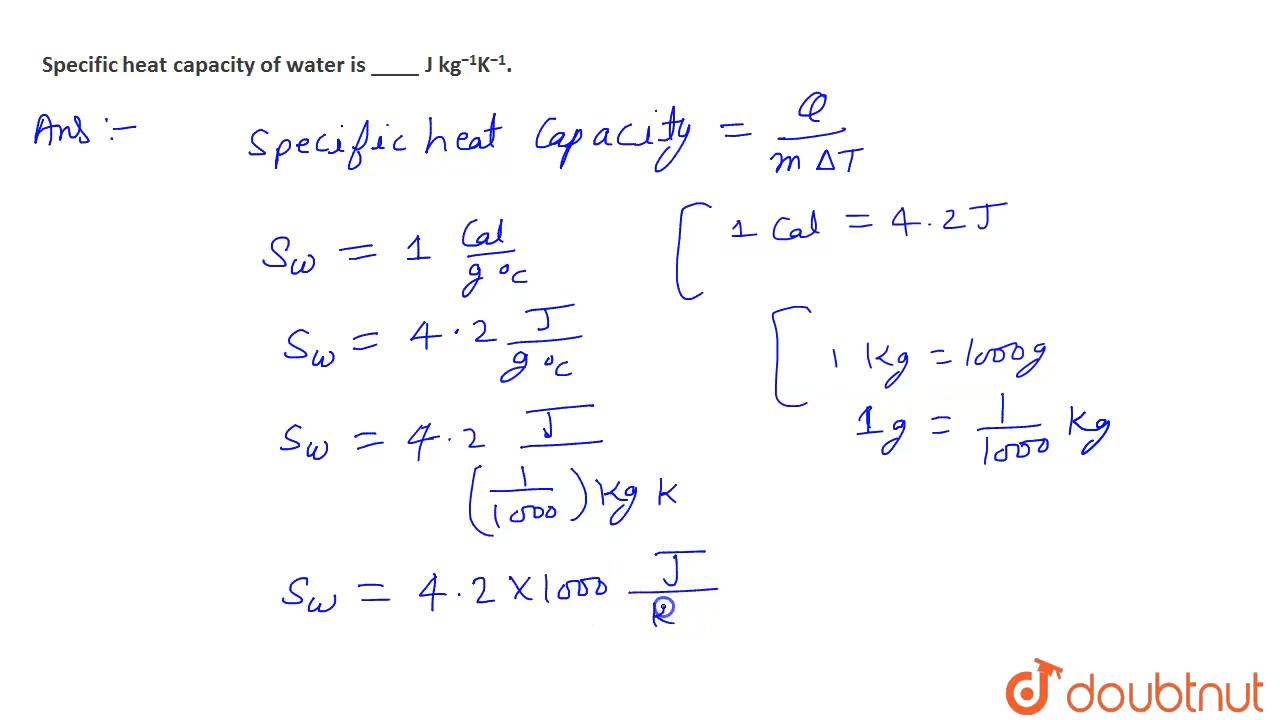 Specific heat capacity of water is ____ J kg⁻¹K⁻¹.
Ans :- Specific heat Capacity = Q / m ΔT
Sw = 1 Cal / g °C [ 1 Cal = 4.2 J
Sw = 4.2 J / g °C [ 1 Kg = 1000g
1g = 1/1000 Kg
Sw = 4.2 J / (1/1000) Kg K
Sw = 4.2 × 1000 J / K
doubtnut